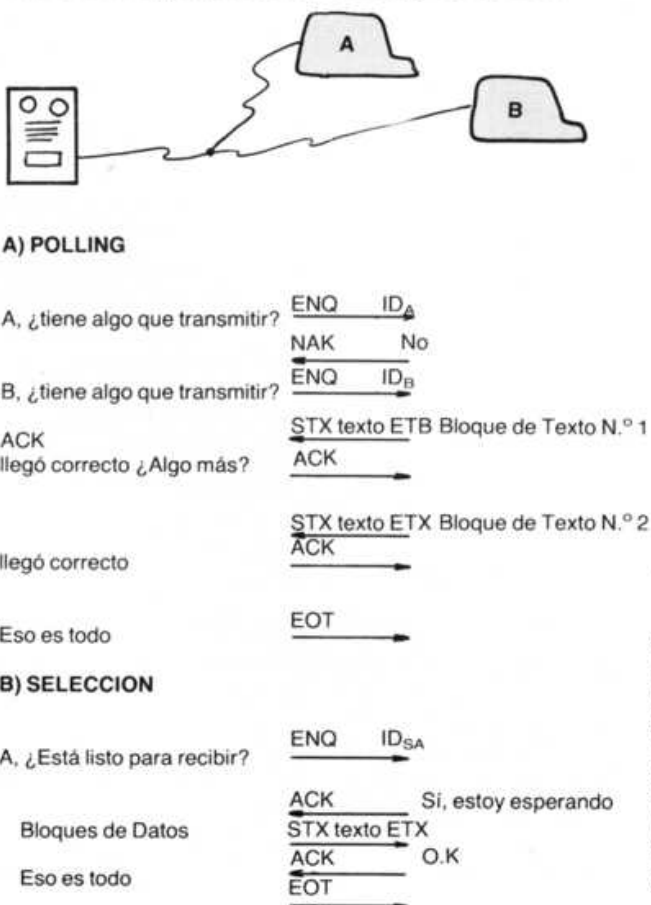 A
B
A) POLLING
A, ¿tiene algo que transmitir? ENQ ID_A
NAK No
B, ¿tiene algo que transmitir? ENQ ID_B
STX texto ETB Bloque de Texto N.º 1
ACK
llegó correcto ¿Algo más? ACK
STX texto ETX Bloque de Texto N.º 2
ACK
llegó correcto
Eso es todo EOT
B) SELECCION
A, ¿Está listo para recibir? ENQ ID_SA
ACK Sí, estoy esperando
Bloques de Datos STX texto ETX
ACK O.K
Eso es todo
EOT